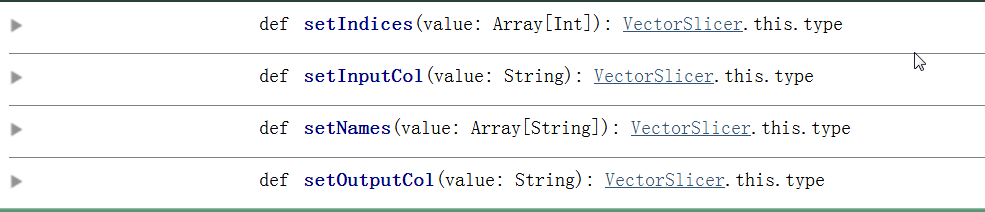 def setIndices(value: Array[Int]): VectorSlicer.this.type
def setInputCol(value: String): VectorSlicer.this.type
def setNames(value: Array[String]): VectorSlicer.this.type
def setOutputCol(value: String): VectorSlicer.this.type